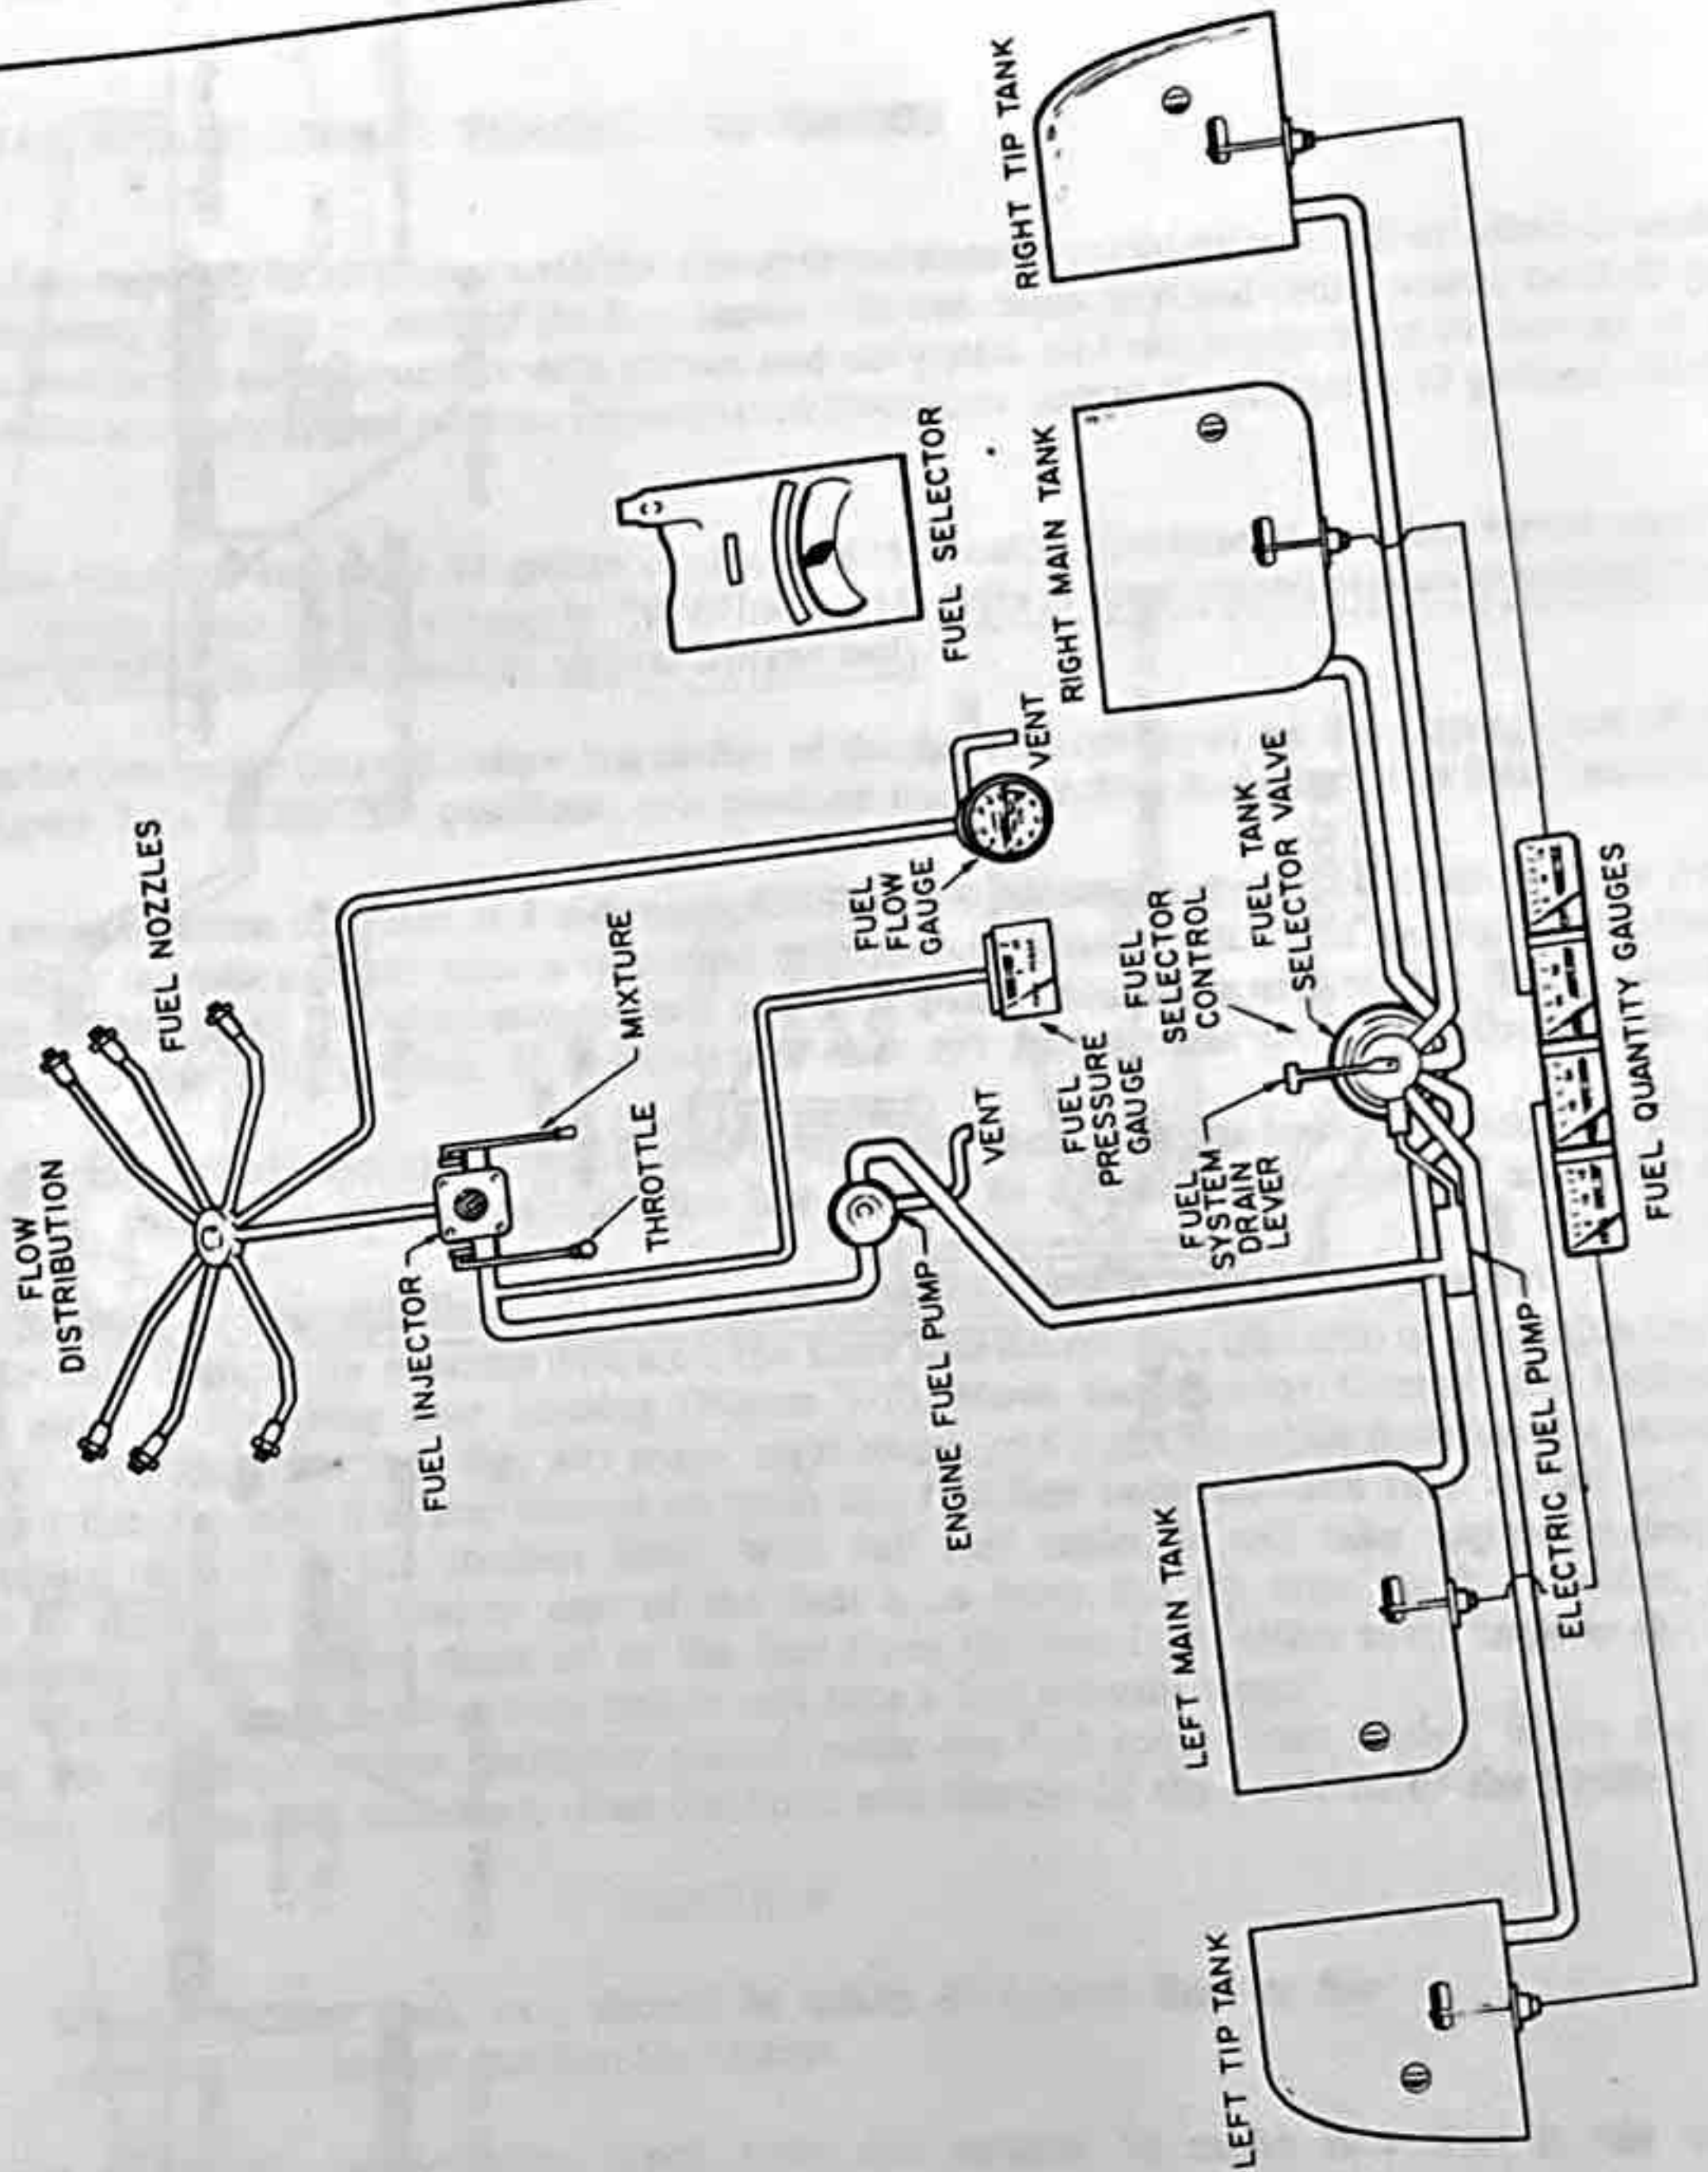 FLOW
DISTRIBUTION
FUEL NOZZLES
FUEL INJECTOR
MIXTURE
THROTTLE
ENGINE FUEL PUMP
VENT
FUEL
FLOW
GAUGE
VENT
FUEL
PRESSURE
GAUGE
FUEL SELECTOR
FUEL
SELECTOR
CONTROL
FUEL TANK
SELECTOR VALVE
FUEL
SYSTEM
DRAIN
LEVER
LEFT TIP TANK
LEFT MAIN TANK
RIGHT MAIN TANK
RIGHT TIP TANK
ELECTRIC FUEL PUMP
FUEL QUANTITY GAUGES